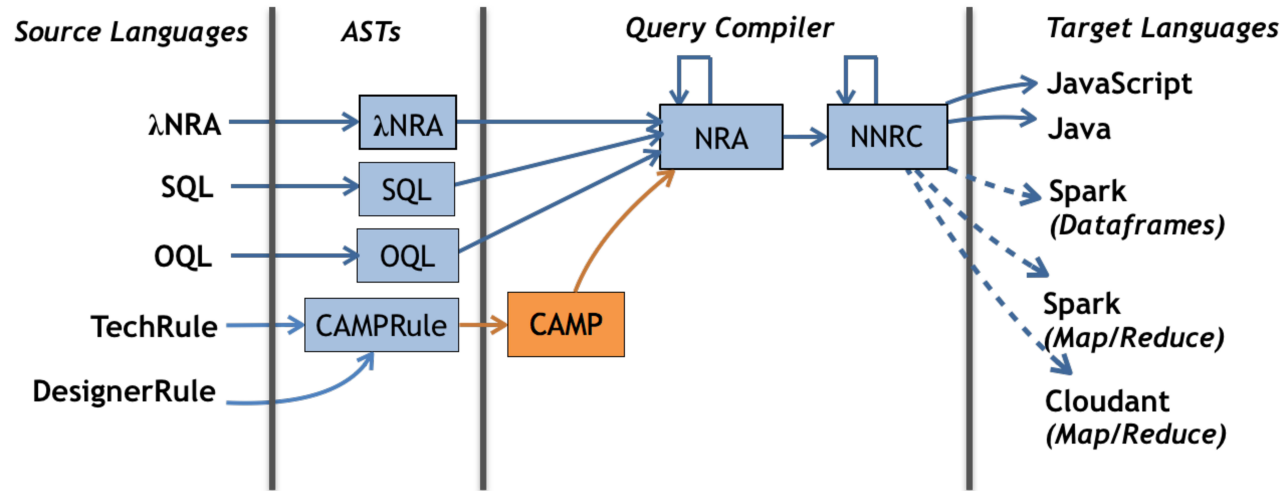 Source Languages
ASTs
Query Compiler
Target Languages
λNRA
λNRA
SQL
SQL
OQL
OQL
TechRule
CAMPRule
DesignerRule
CAMP
NRA
NNRC
JavaScript
Java
Spark
(Dataframes)
Spark
(Map/Reduce)
Cloudant
(Map/Reduce)